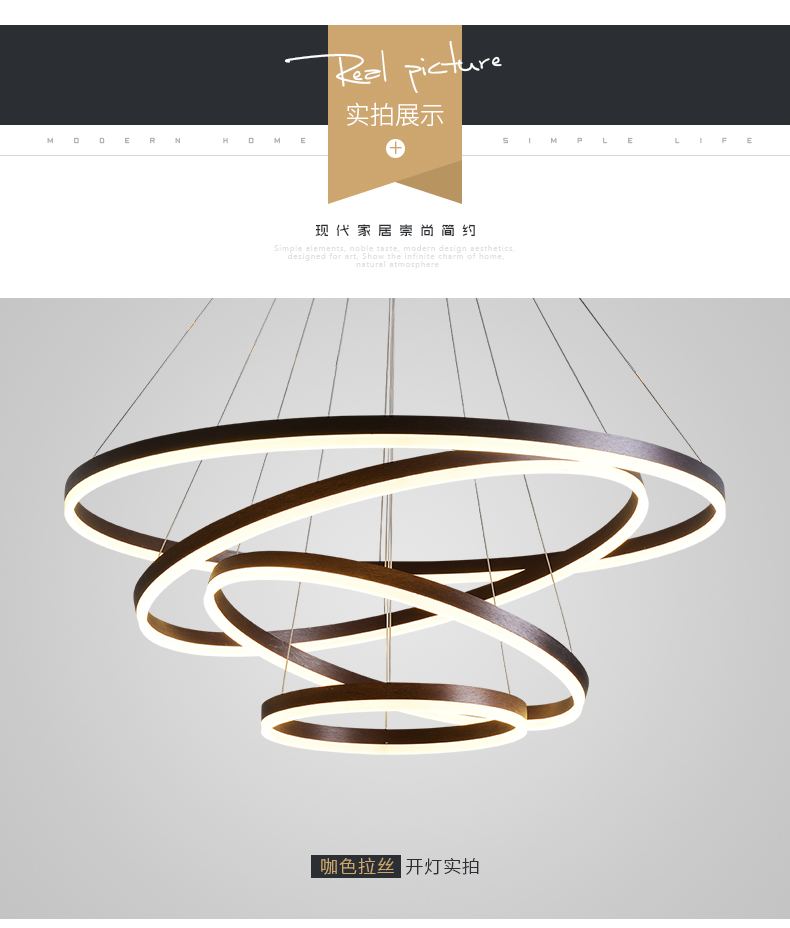 Real picture
实拍展示
MODERN HOME
SIMPLE LIFE
现代家居崇尚简约
Simple elements, noble taste, modern design aesthetics,
designed for art. Show the infinite charm of home,
natural atmosphere
咖色拉丝 开灯实拍